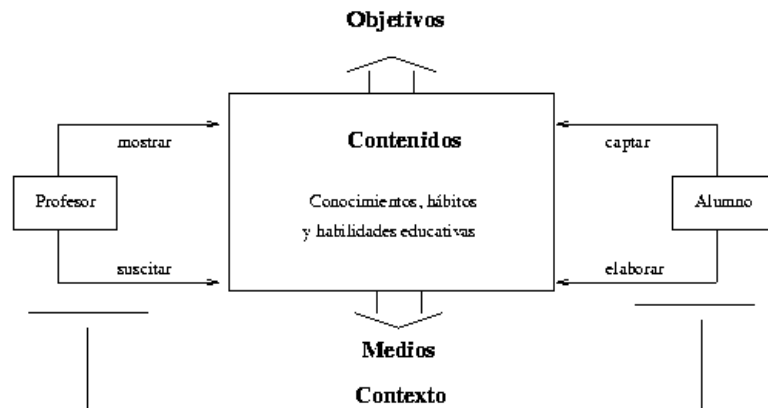 Objetivos
mostrar
Contenidos
captar
Profesor
Conocimientos, hábitos
y habilidades educativas
Alumno
suscitar
elaborar
Medios
Contexto